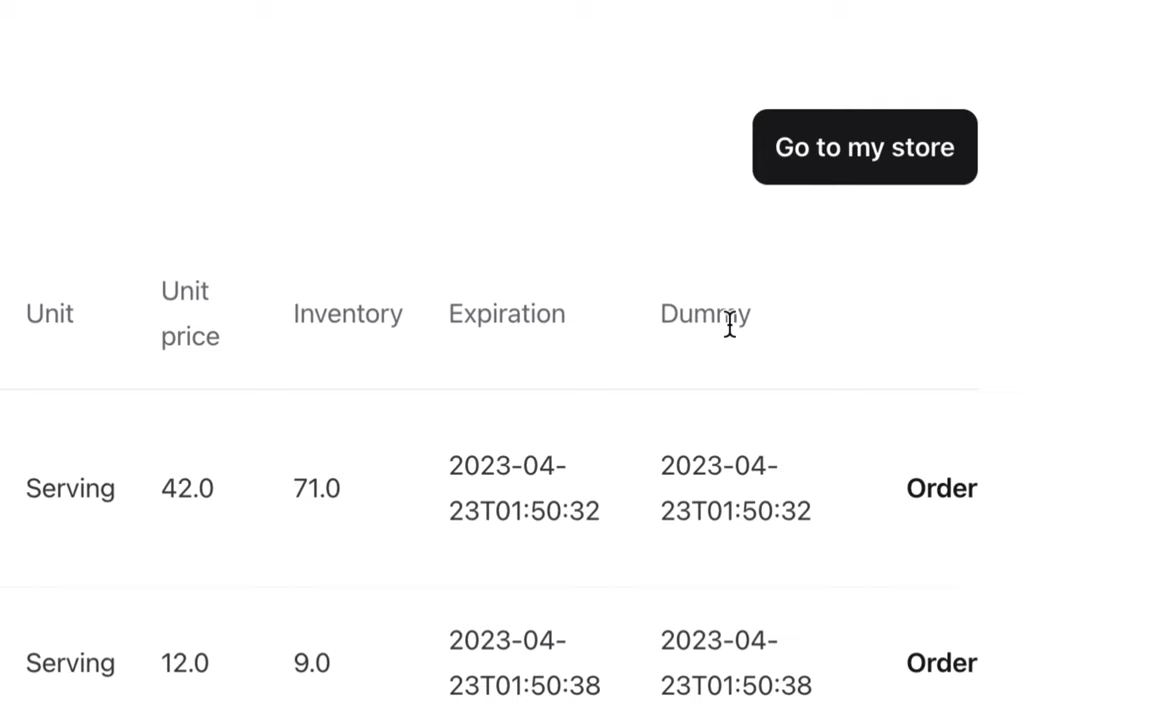 Go to my store
Unit
Unit
price
Inventory
Expiration
Dummy
Serving
42.0
71.0
2023-04-
23T01:50:32
2023-04-
23T01:50:32
Order
Serving
12.0
9.0
2023-04-
23T01:50:38
2023-04-
23T01:50:38
Order